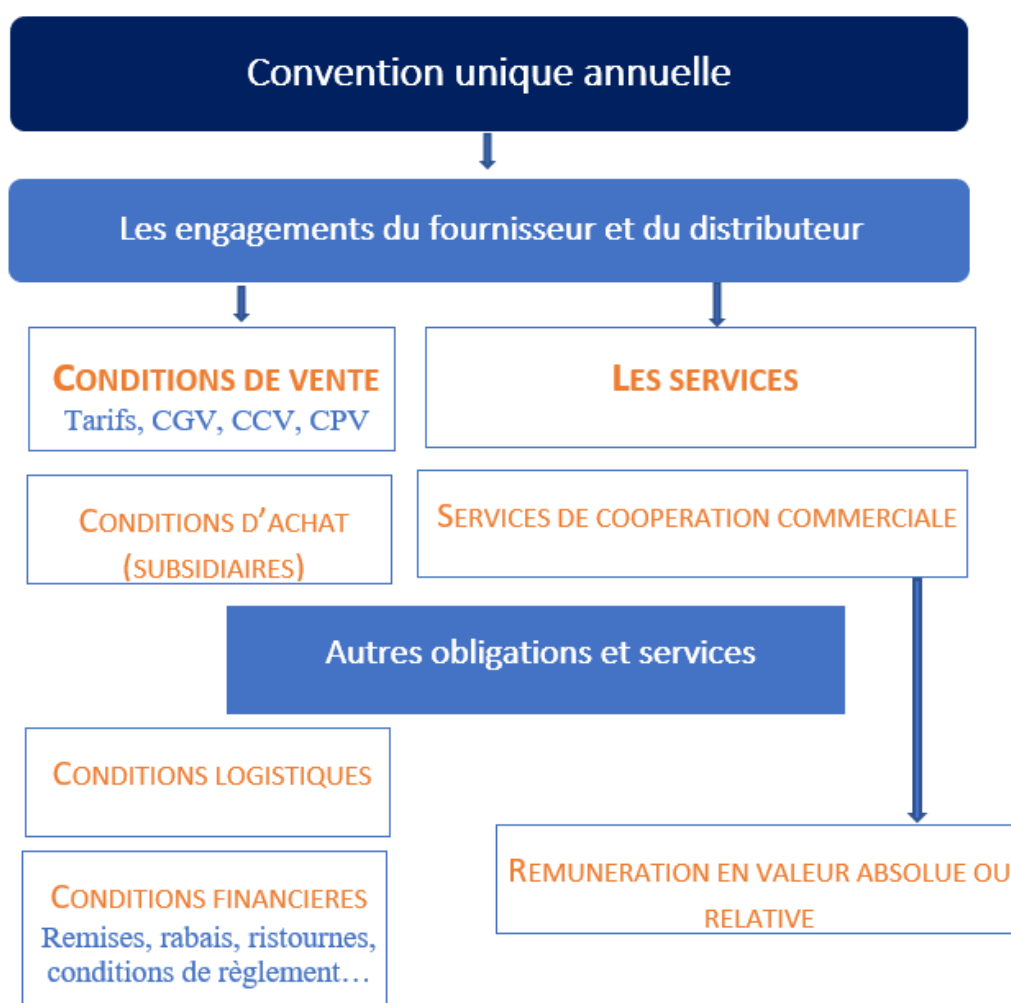 Convention unique annuelle
Les engagements du fournisseur et du distributeur
CONDITIONS DE VENTE
Tarifs, CGV, CCV, CPV
LES SERVICES
CONDITIONS D’ACHAT
(SUBSIDIAIRES)
SERVICES DE COOPERATION COMMERCIALE
Autres obligations et services
CONDITIONS LOGISTIQUES
CONDITIONS FINANCIERES
Remises, rabais, ristournes,
conditions de règlement…
REMUNERATION EN VALEUR ABSOLUE OU
RELATIVE